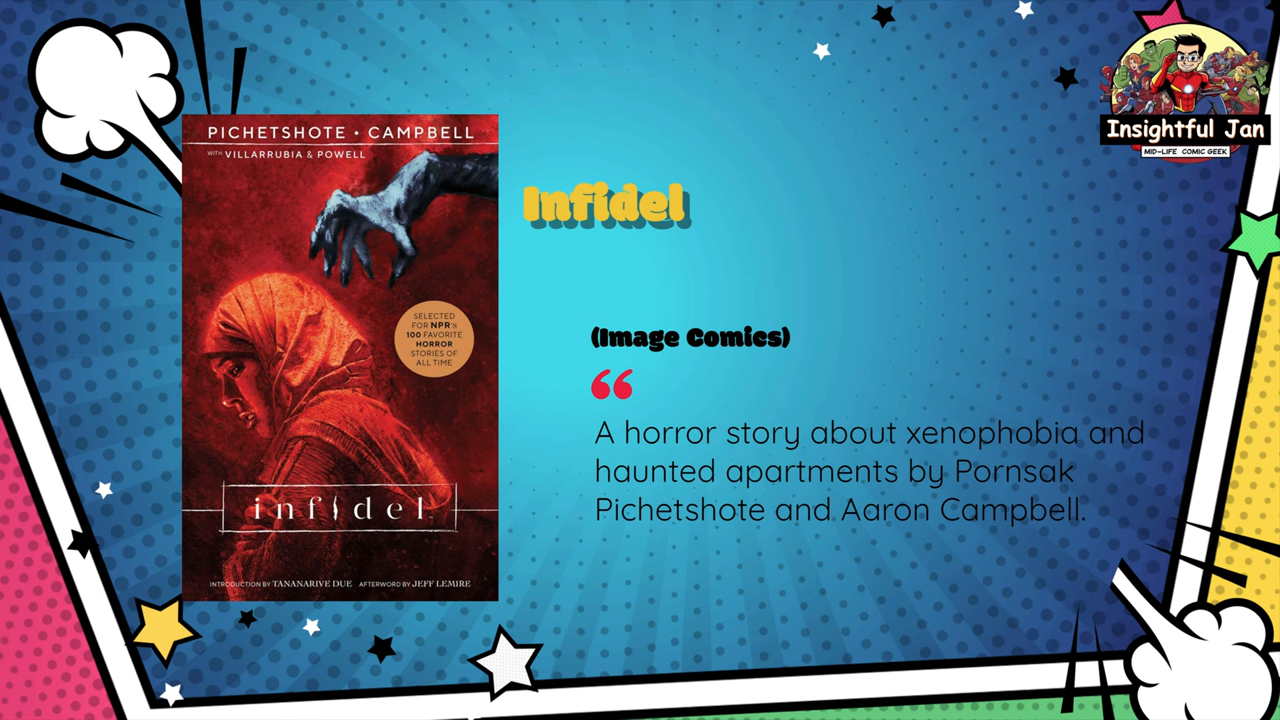 PICHETSHOTE • CAMPBELL
WITH VILLARRUBIA & POWELL
SELECTED
FOR NPR's
100 FAVORITE
HORROR
STORIES OF
ALL TIME
infidel
INTRODUCTION BY TANANARIVE DUE AFTERWORD BY JEFF LEMIRE
Infidel
(Image Comics)
“
A horror story about xenophobia and
haunted apartments by Pornsak
Pichetshote and Aaron Campbell.
Insightful Jan
MID-LIFE COMIC GEEK